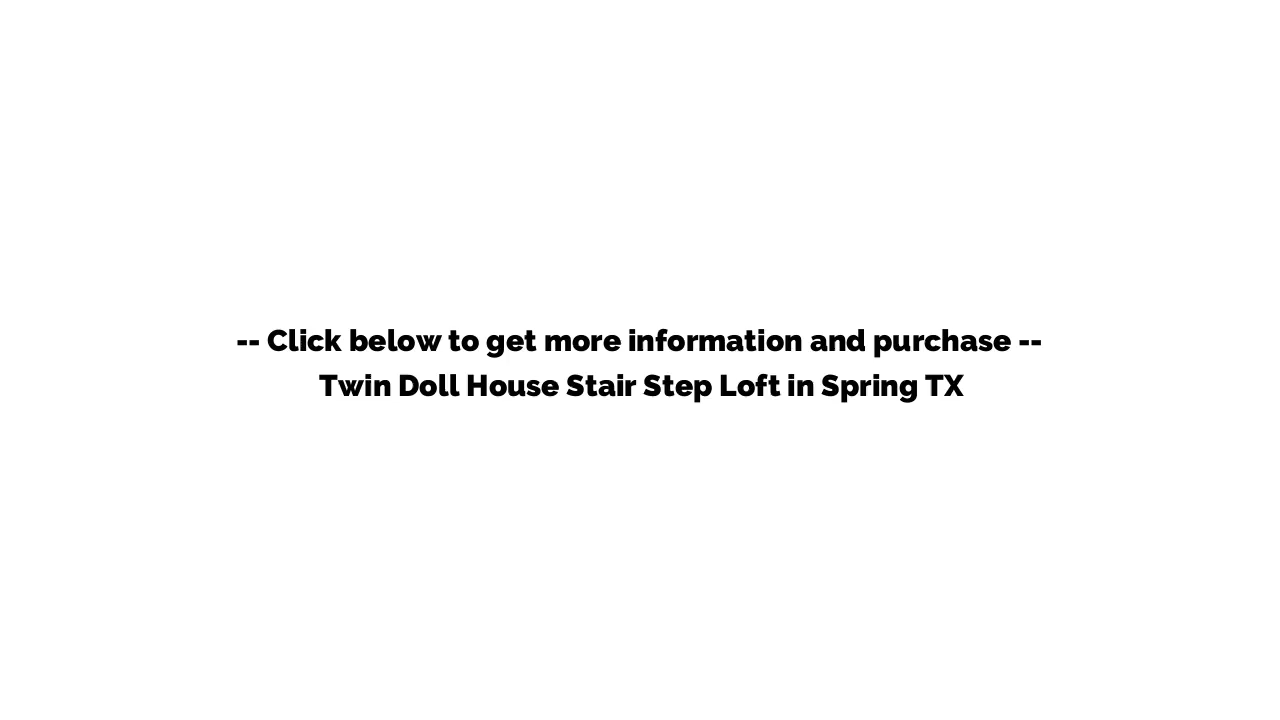 -- Click below to get more information and purchase --
Twin Doll House Stair Step Loft in Spring TX